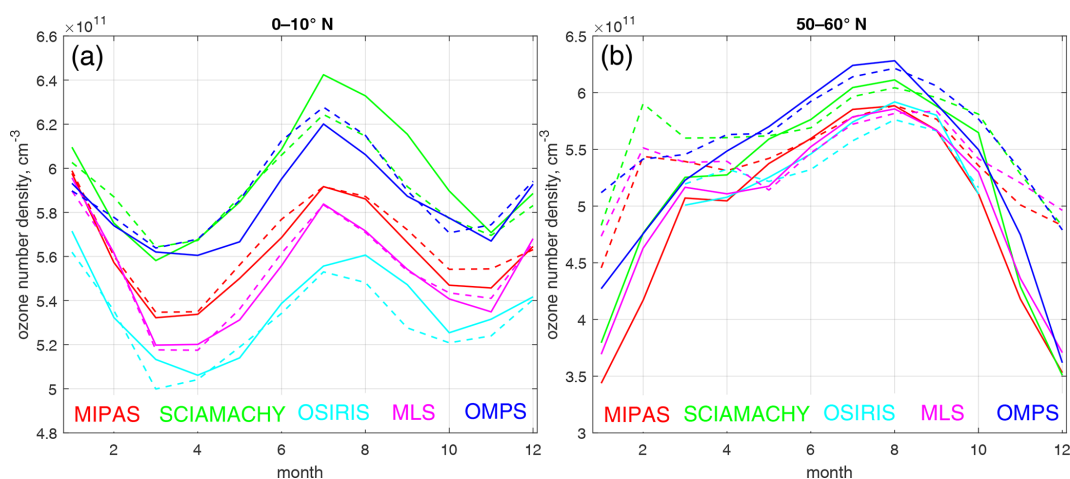 ×10¹¹
0–10° N
(a)
ozone number density, cm⁻³
6.6
6.4
6.2
6
5.8
5.6
5.4
5.2
5
4.8
MIPAS SCIAMACHY OSIRIS MLS OMPS
2 4 6 8 10 12
month
×10¹¹
50–60° N
(b)
ozone number density, cm⁻³
6.5
6
5.5
5
4.5
4
3.5
3
MIPAS SCIAMACHY OSIRIS MLS OMPS
2 4 6 8 10 12
month